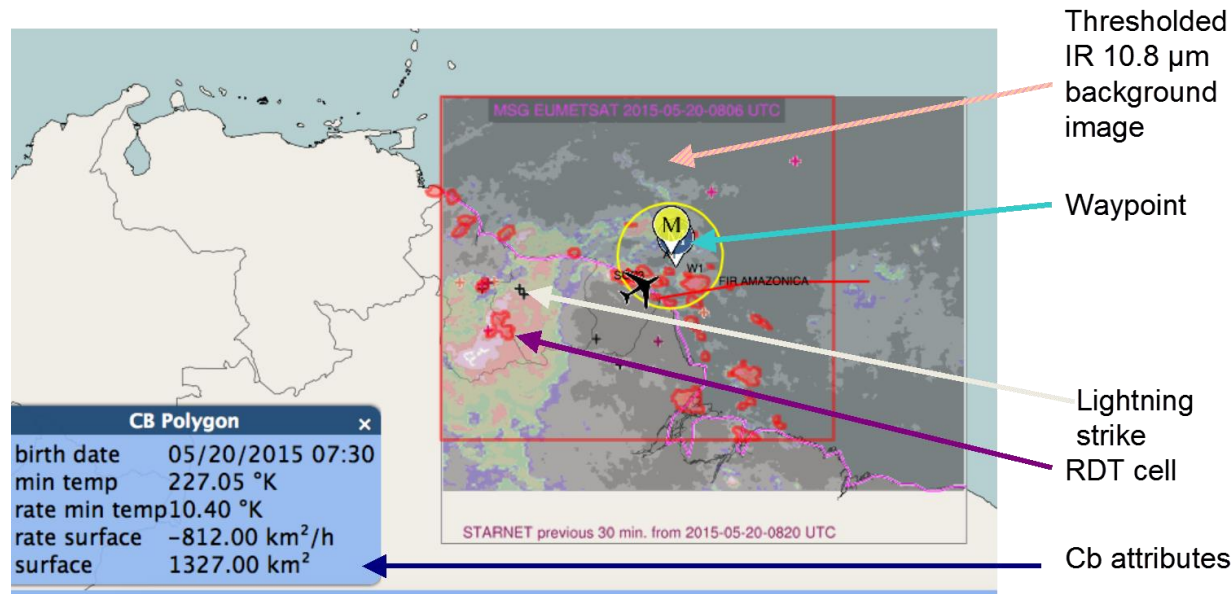 Thresholded
IR 10.8 µm
background
image
MSG EUMETSAT 2015-05-20-0806 UTC
Waypoint
M
W1
FIR AMAZONICA
Lightning
strike
RDT cell
CB Polygon ×
birth date 05/20/2015 07:30
min temp 227.05 °K
rate min temp10.40 °K
rate surface -812.00 km²/h
surface 1327.00 km²
STARNET previous 30 min. from 2015-05-20-0820 UTC
Cb attributes